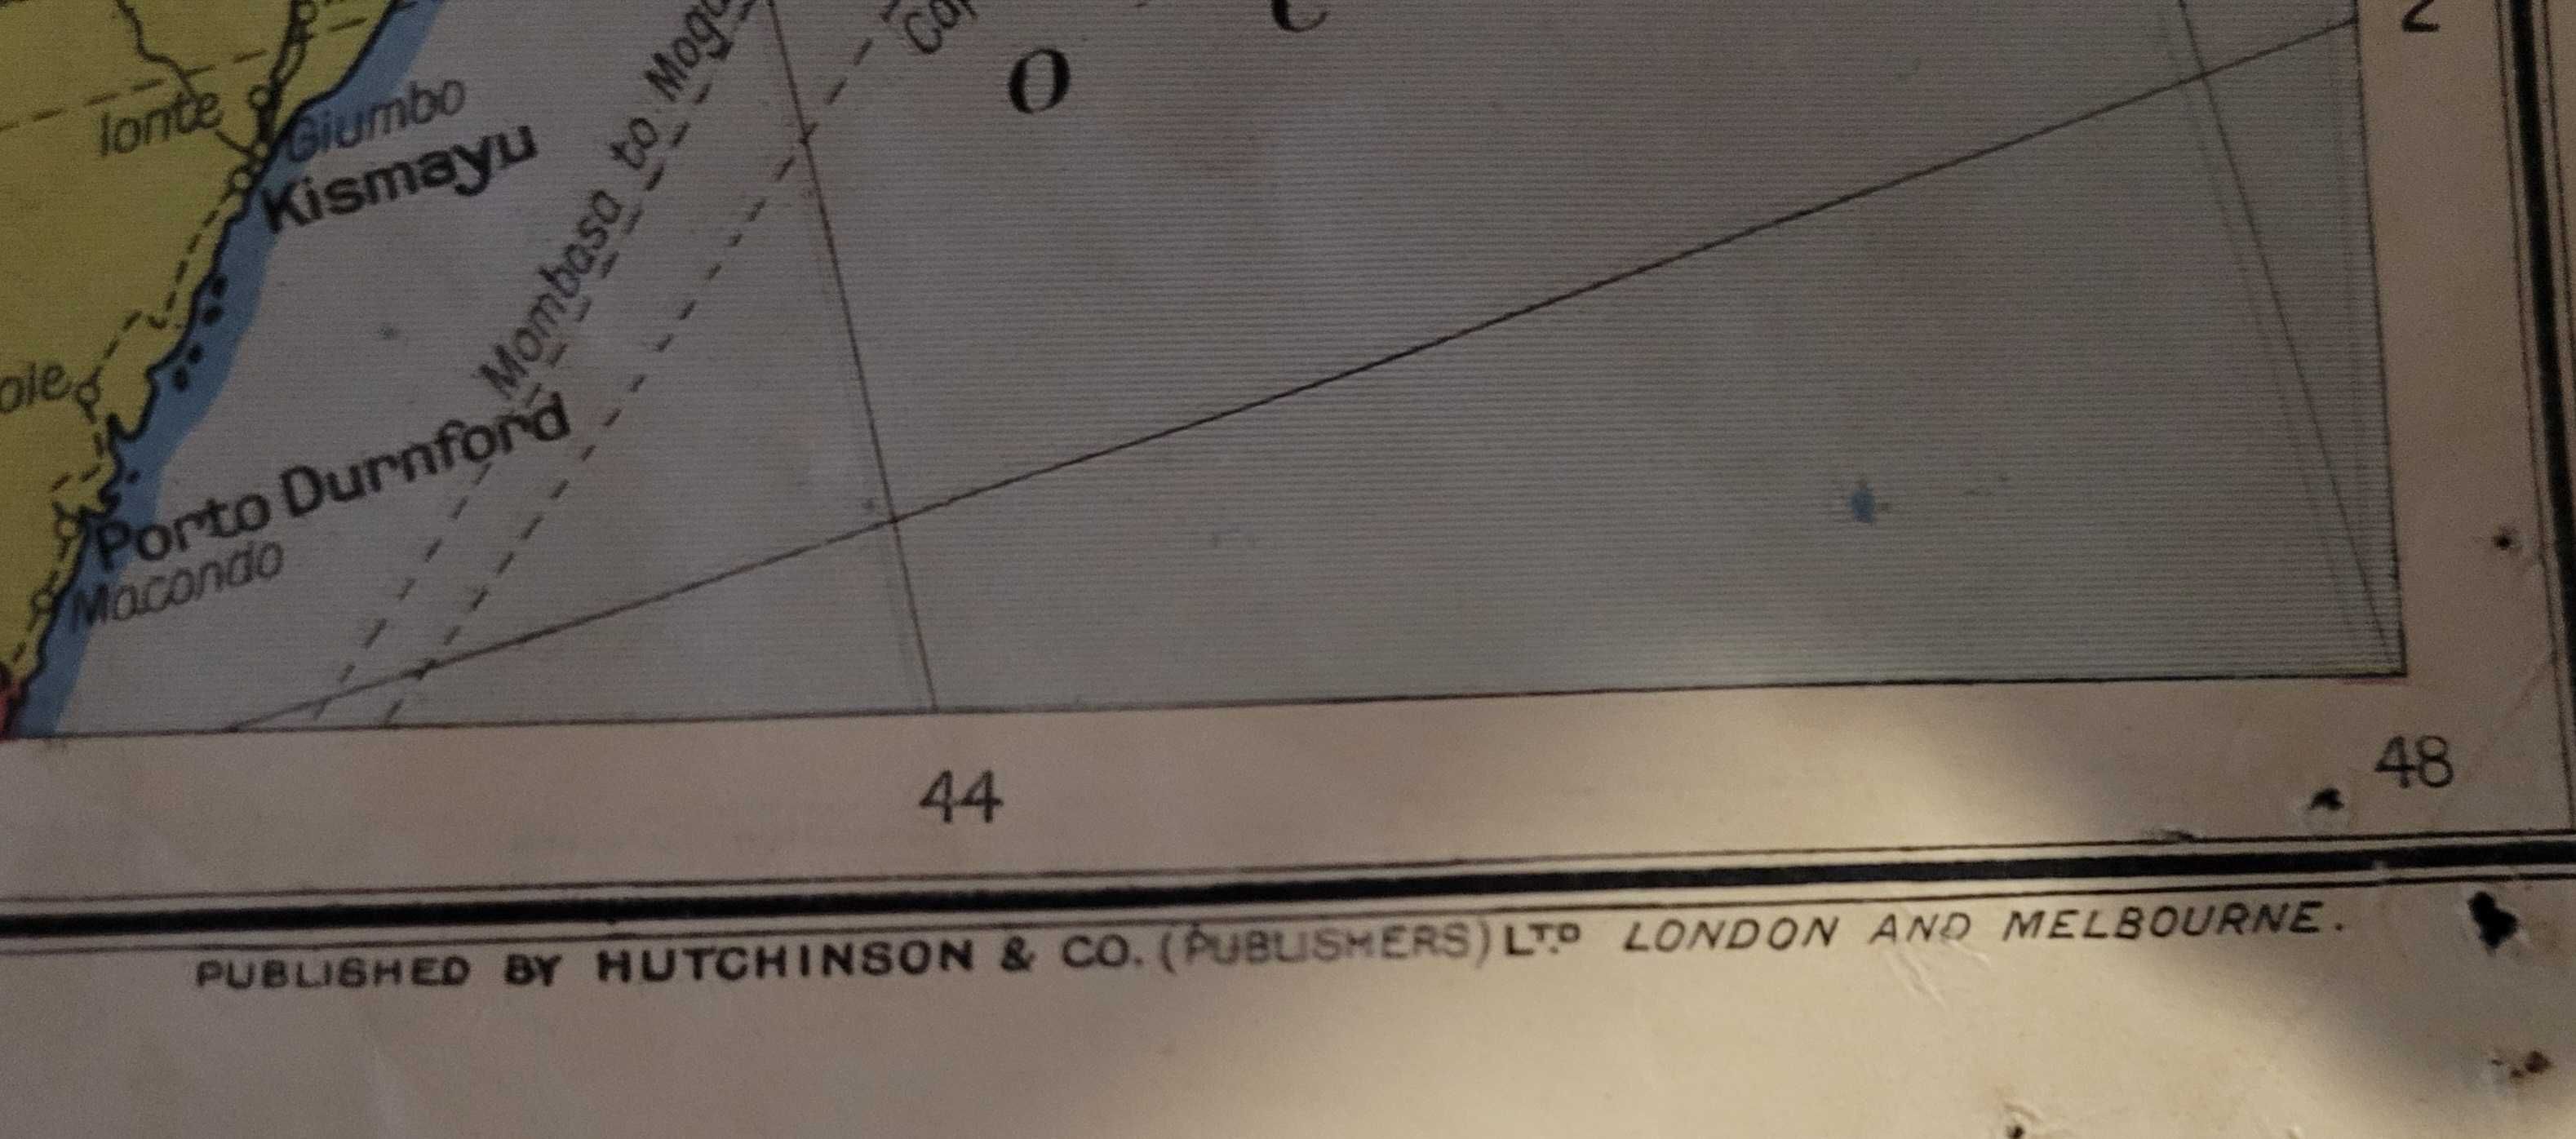 C
O
2
Ionte
Giumbo
Kismayu
Mombasa to
Porto Durnford
Macondo
44
48
PUBLISHED BY HUTCHINSON & CO. (PUBLISHERS) LTD LONDON AND MELBOURNE.